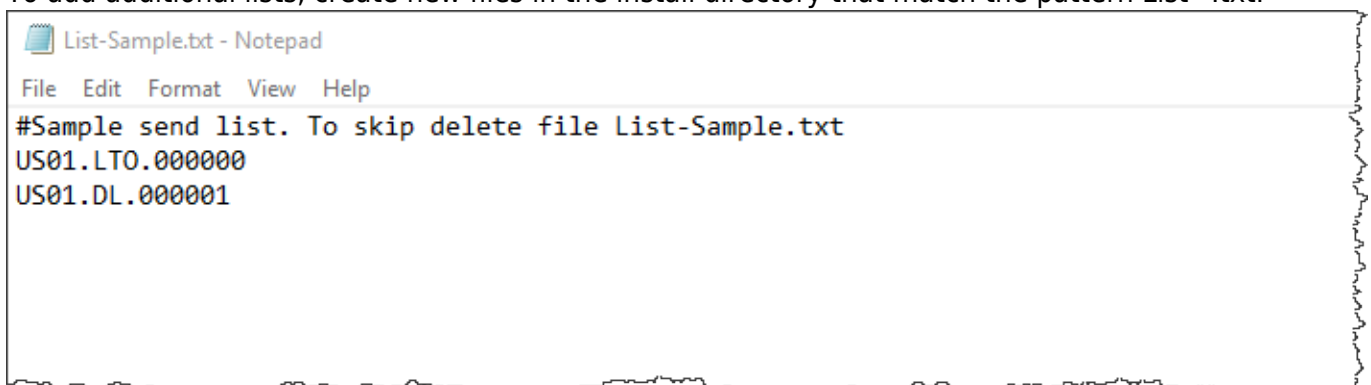 To add additional lists, create new files in the install directory that match the pattern:
List-Sample.txt - Notepad
File Edit Format View Help
#Sample send list. To skip delete file List-Sample.txt
US01.LTO.000000
US01.DL.000001